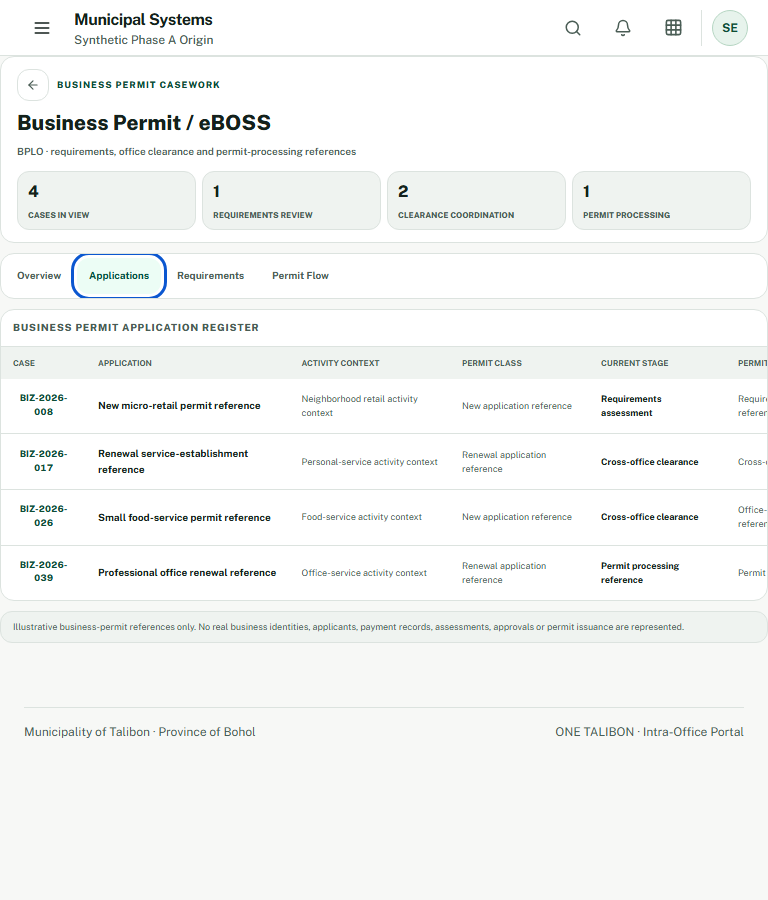 Municipal Systems
Synthetic Phase A Origin
SE
BUSINESS PERMIT CASEWORK
Business Permit / eBOSS
BPLO · requirements, office clearance and permit-processing references
4
CASES IN VIEW
1
REQUIREMENTS REVIEW
2
CLEARANCE COORDINATION
1
PERMIT PROCESSING
Overview
Applications
Requirements
Permit Flow
BUSINESS PERMIT APPLICATION REGISTER
CASE APPLICATION ACTIVITY CONTEXT PERMIT CLASS CURRENT STAGE
BIZ-2026-
008
New micro-retail permit reference
Neighborhood retail activity
context
New application reference
Requirements
assessment
BIZ-2026-
017
Renewal service-establishment
reference
Personal-service activity context
Renewal application
reference
Cross-office clearance
BIZ-2026-
026
Small food-service permit reference
Food-service activity context
New application reference
Cross-office clearance
BIZ-2026-
039
Professional office renewal reference
Office-service activity context
Renewal application
reference
Permit processing
reference
Permit
Illustrative business-permit references only. No real business identities, applicants, payment records, assessments, approvals or permit issuance are represented.
Municipality of Talibon · Province of Bohol
ONE TALIBON · Intra-Office Portal